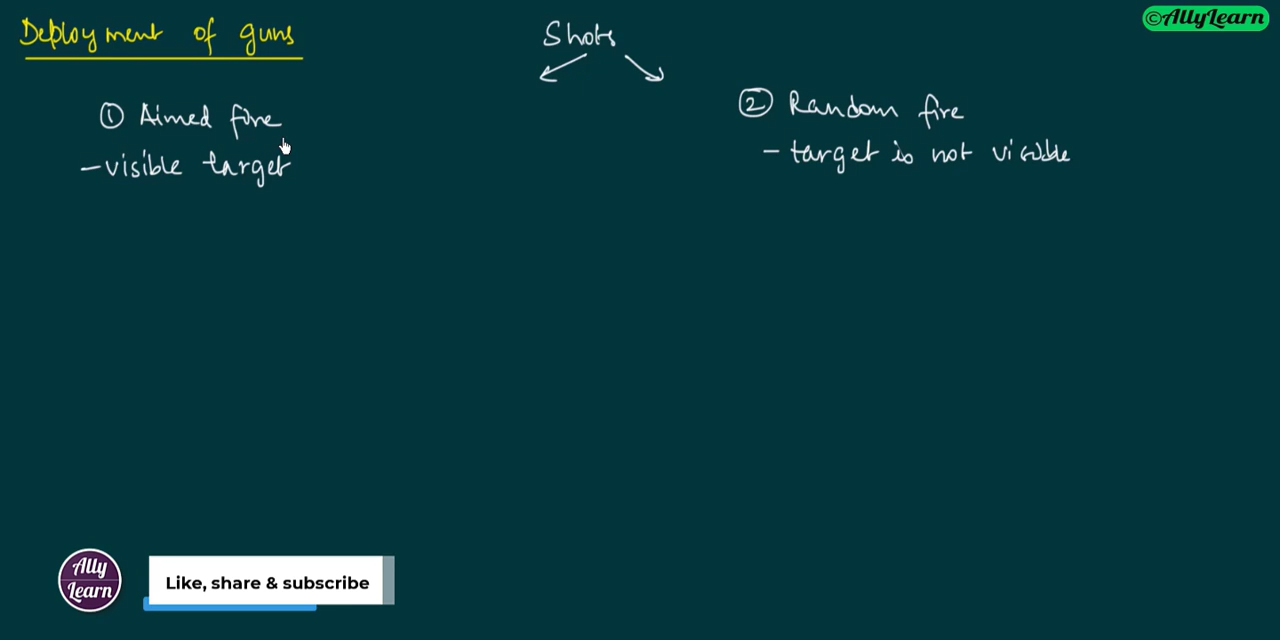 Deployment of guns
Shots
©AllyLearn
① Aimed fire
- visible target
② Random fire
- target is not visible
Ally
Learn
Like, share & subscribe